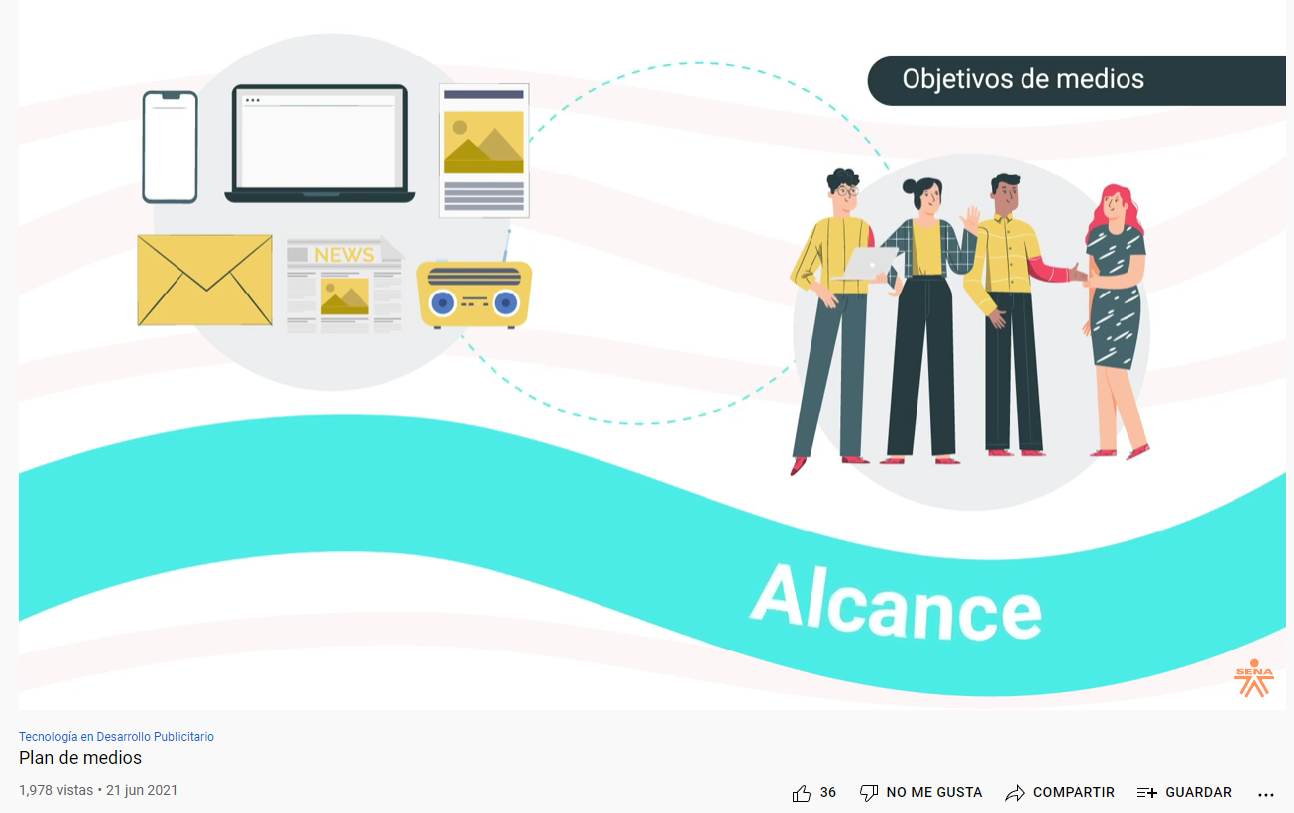 Objetivos de medios
NEWS
Alcance
SENA
Tecnología en Desarrollo Publicitario
Plan de medios
1,978 vistas • 21 jun 2021
36 NO ME GUSTA COMPARTIR GUARDAR